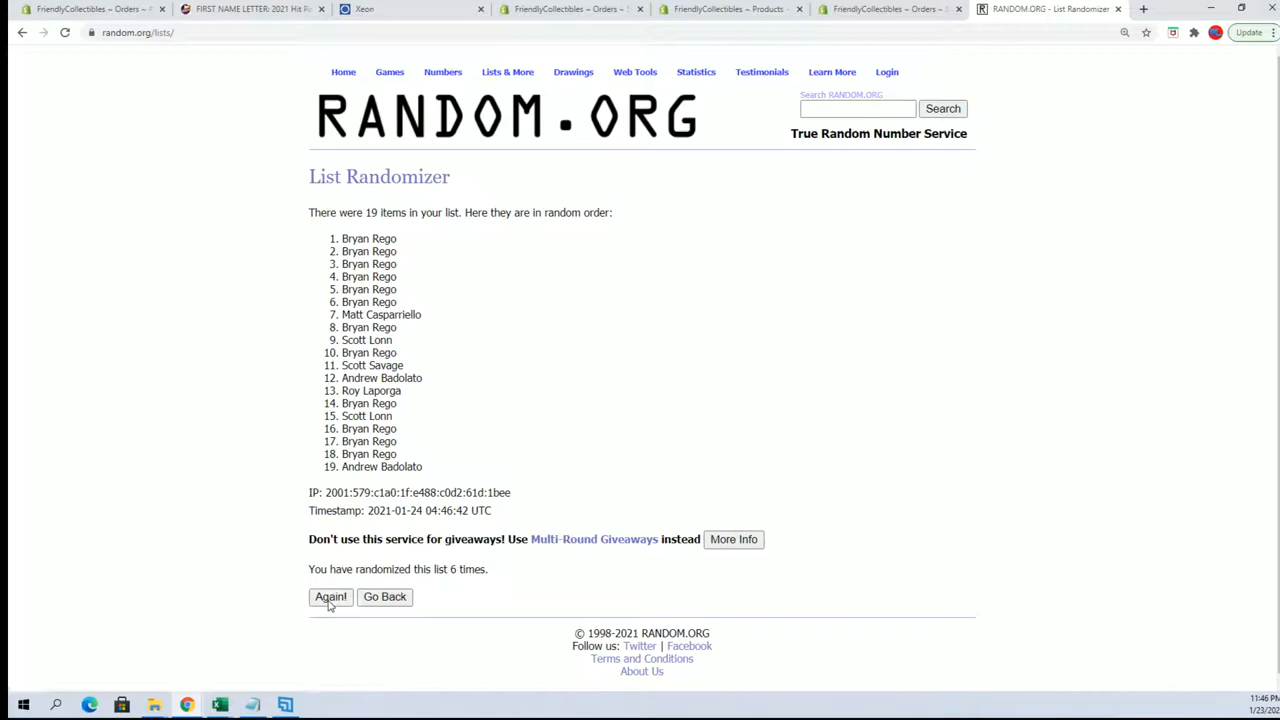 FriendlyCollectibles ~ Orders ~
FIRST NAME LETTER: 2021 Hit
Xeon
FriendlyCollectibles ~ Orders ~
FriendlyCollectibles ~ Products
FriendlyCollectibles ~ Orders ~
RANDOM.ORG - List Randomizer
random.org/lists/
Update
Home Games Numbers Lists & More Drawings Web Tools Statistics Testimonials Learn More Login
RANDOM.ORG
Search RANDOM.ORG
Search
True Random Number Service
List Randomizer
There were 19 items in your list. Here they are in random order:
1. Bryan Rego
2. Bryan Rego
3. Bryan Rego
4. Bryan Rego
5. Bryan Rego
6. Bryan Rego
7. Matt Casparriello
8. Bryan Rego
9. Scott Lonn
10. Bryan Rego
11. Scott Savage
12. Andrew Badolato
13. Roy Laporga
14. Bryan Rego
15. Scott Lonn
16. Bryan Rego
17. Bryan Rego
18. Bryan Rego
19. Andrew Badolato
IP: 2001:579:c1a0:1f:e488:c0d2:61d:1bee
Timestamp: 2021-01-24 04:46:42 UTC
Don't use this service for giveaways! Use Multi-Round Giveaways instead More Info
You have randomized this list 6 times.
Again! Go Back
© 1998-2021 RANDOM.ORG
Follow us: Twitter | Facebook
Terms and Conditions
About Us
11:46 PM
1/23/202